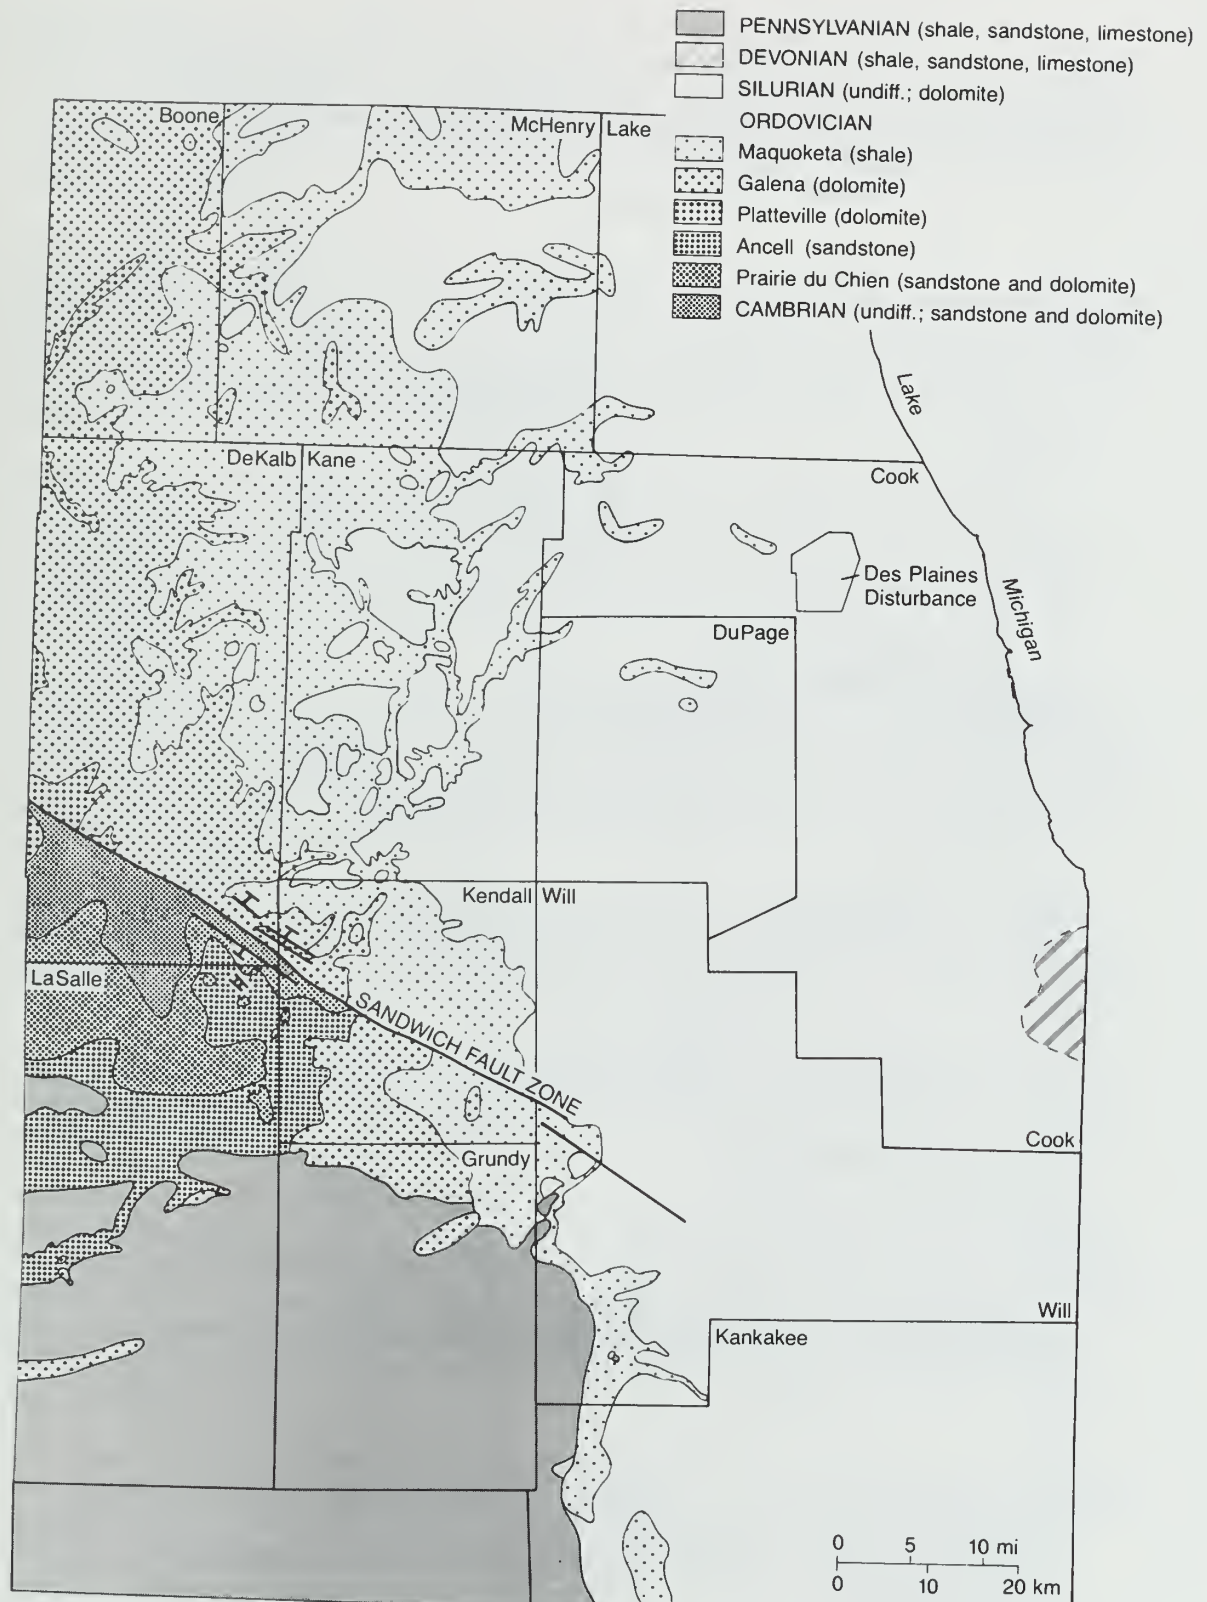 PENNSYLVANIAN (shale, sandstone, limestone)
DEVONIAN (shale, sandstone, limestone)
SILURIAN (undiff.; dolomite)
ORDOVICIAN
Maquoketa (shale)
Galena (dolomite)
Platteville (dolomite)
Ancell (sandstone)
Prairie du Chien (sandstone and dolomite)
CAMBRIAN (undiff.; sandstone and dolomite)
Boone
McHenry
Lake
Lake
Michigan
DeKalb
Kane
Cook
Des Plaines
Disturbance
DuPage
Kendall
Will
LaSalle
SANDWICH FAULT ZONE
Cook
Grundy
Will
Kankakee
0 5 10 mi
0 10 20 km